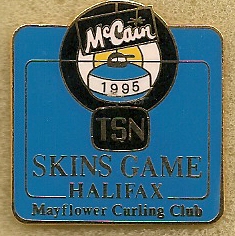 McCain
1995
TSN
SKINS GAME
HALIFAX
Mayflower Curling Club